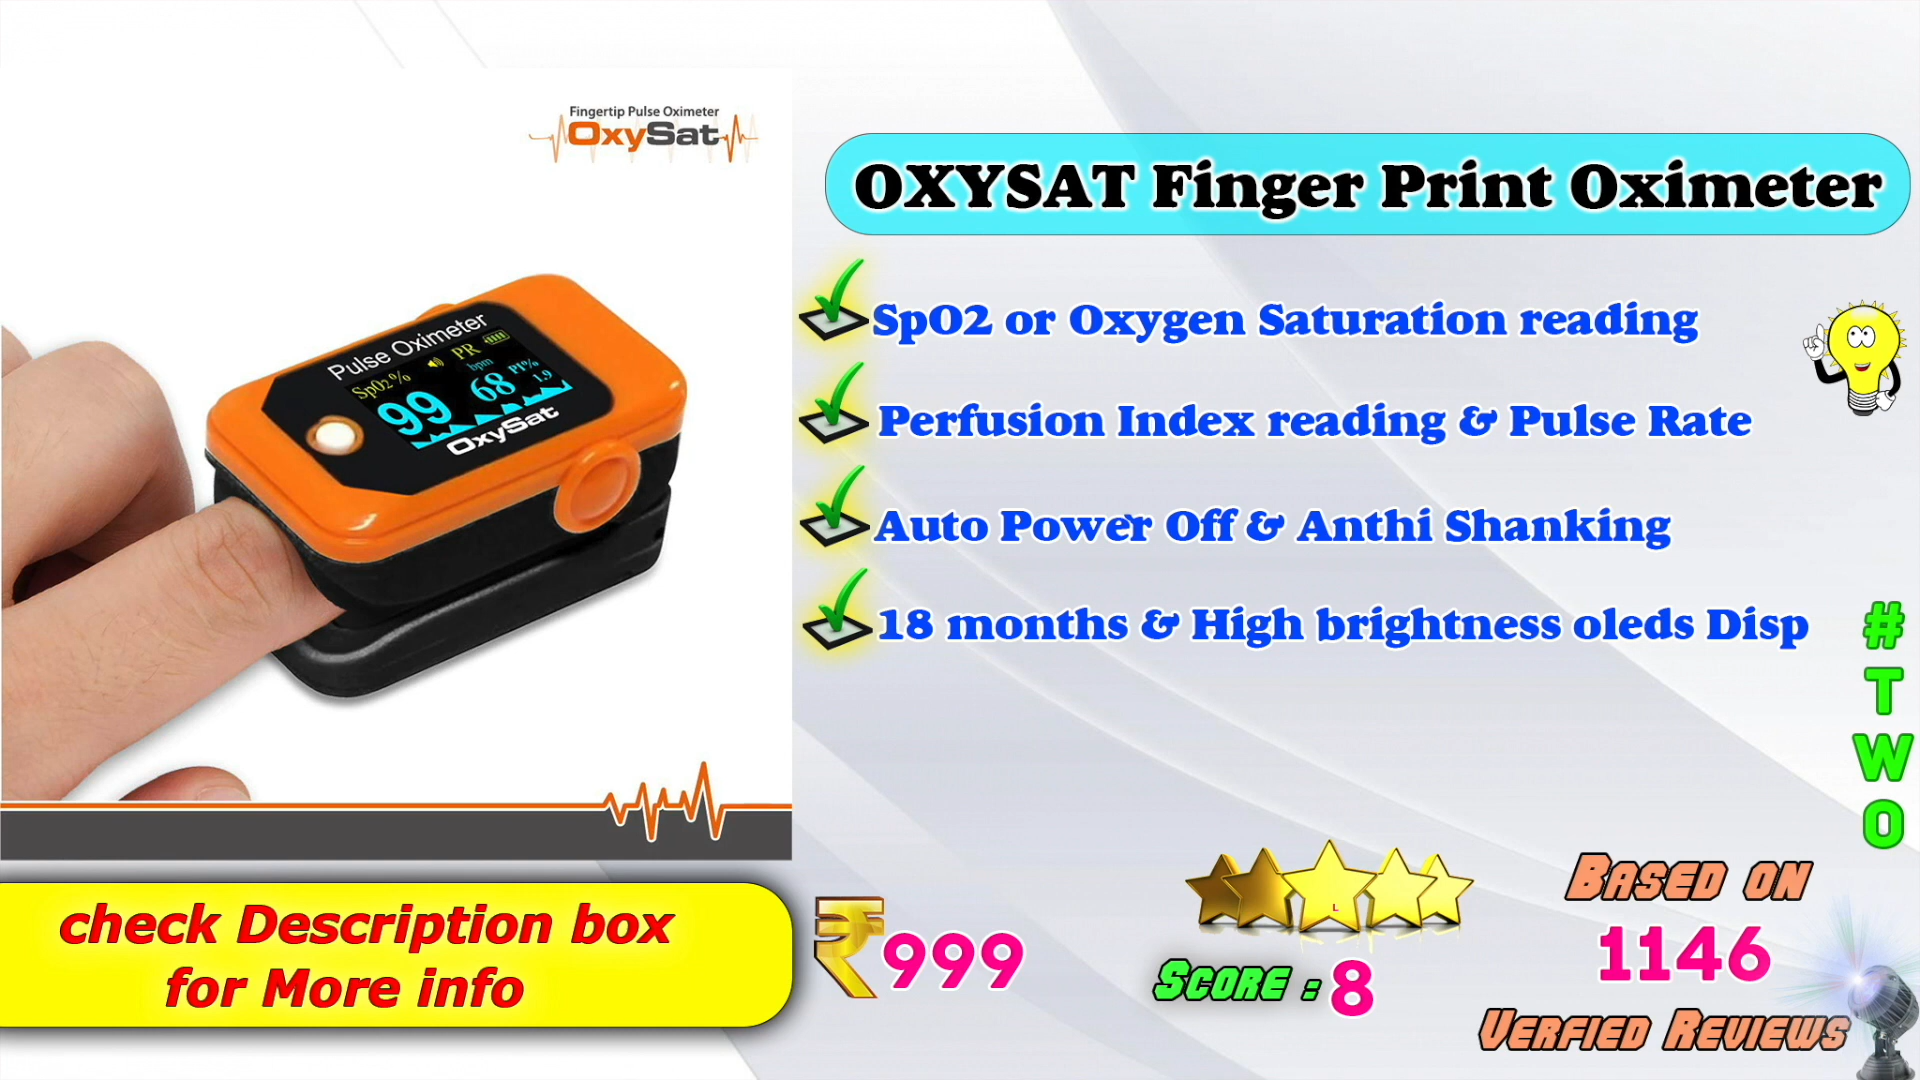 Fingertip Pulse Oximeter
OxySat
Pulse Oximeter
SpO2% PR
bpm PI%
99 68 1.9
OxySat
check Description box
for More info
OXYSAT Finger Print Oximeter
SpO2 or Oxygen Saturation reading
Perfusion Index reading & Pulse Rate
Auto Power Off & Anthi Shanking
18 months & High brightness oleds Disp
#
T
W
O
₹999
L
Score : 8
Based on
1146
Verfied Reviews